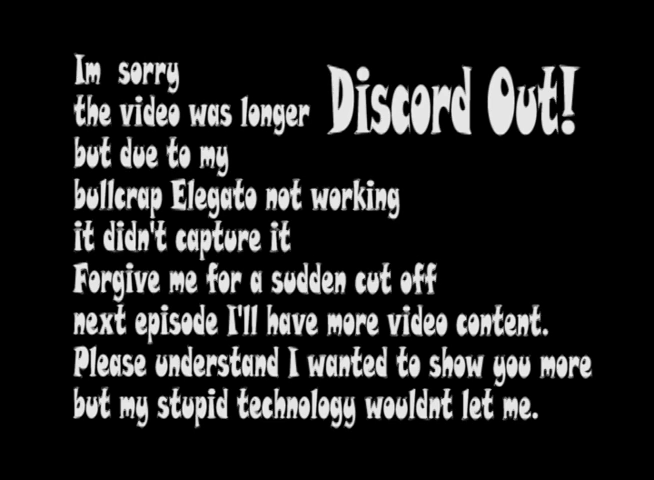 Im sorry
the video was longer
Discord Out!
but due to my
bullcrap Elegato not working
it didn't capture it
Forgive me for a sudden cut off
next episode I'll have more video content.
Please understand I wanted to show you more
but my stupid technology wouldnt let me.